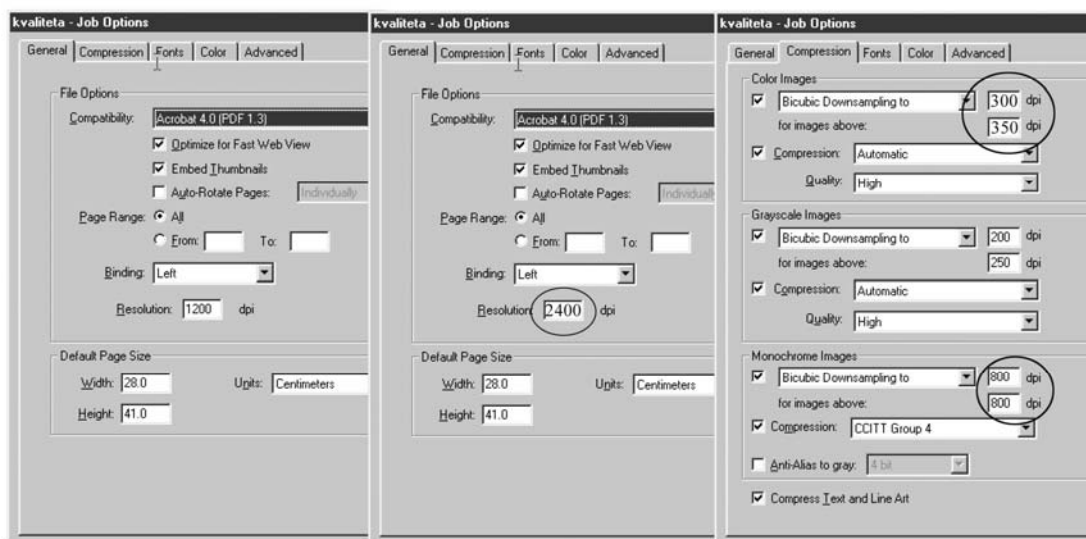 kvaliteta - Job Options
General Compression Fonts Color Advanced
File Options
Compatibility: Acrobat 4.0 (PDF 1.3)
Optimize for Fast Web View
Embed Thumbnails
Auto-Rotate Pages: Individually
Page Range: All
From: To:
Binding: Left
Resolution: 1200 dpi
Default Page Size
Width: 28.0 Units: Centimeters
Height: 41.0
kvaliteta - Job Options
General Compression Fonts Color Advanced
File Options
Compatibility: Acrobat 4.0 (PDF 1.3)
Optimize for Fast Web View
Embed Thumbnails
Auto-Rotate Pages: Individually
Page Range: All
From: To:
Binding: Left
Resolution: 2400 dpi
Default Page Size
Width: 28.0 Units: Centimeters
Height: 41.0
kvaliteta - Job Options
General Compression Fonts Color Advanced
Color Images
Bicubic Downsampling to 300 dpi
for images above: 350 dpi
Compression: Automatic
Quality: High
Grayscale Images
Bicubic Downsampling to 200 dpi
for images above: 250 dpi
Compression: Automatic
Quality: High
Monochrome Images
Bicubic Downsampling to 800 dpi
for images above: 800 dpi
Compression: CCITT Group 4
Anti-Alias to gray: 4 bit
Compress Text and Line Art